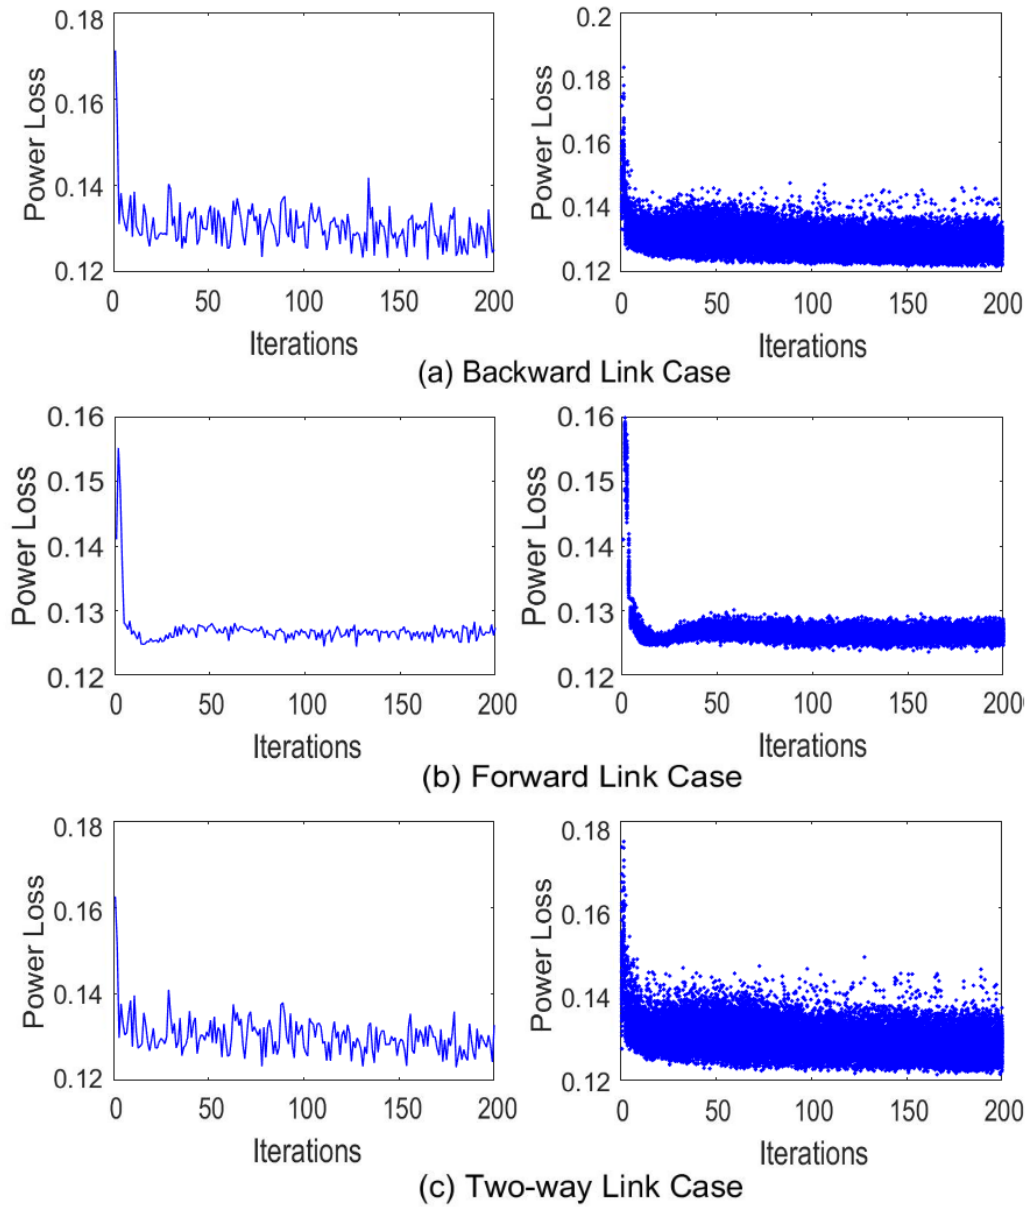 0.18
0.16
0.14
0.12
Power Loss
0 50 100 150 200
Iterations
0.2
0.18
0.16
0.14
0.12
Power Loss
0 50 100 150 200
Iterations
(a) Backward Link Case
0.16
0.15
0.14
0.13
0.12
Power Loss
0 50 100 150 200
Iterations
0.16
0.15
0.14
0.13
0.12
Power Loss
0 50 100 150 200
Iterations
(b) Forward Link Case
0.18
0.16
0.14
0.12
Power Loss
0 50 100 150 200
Iterations
0.18
0.16
0.14
0.12
Power Loss
0 50 100 150 200
Iterations
(c) Two-way Link Case